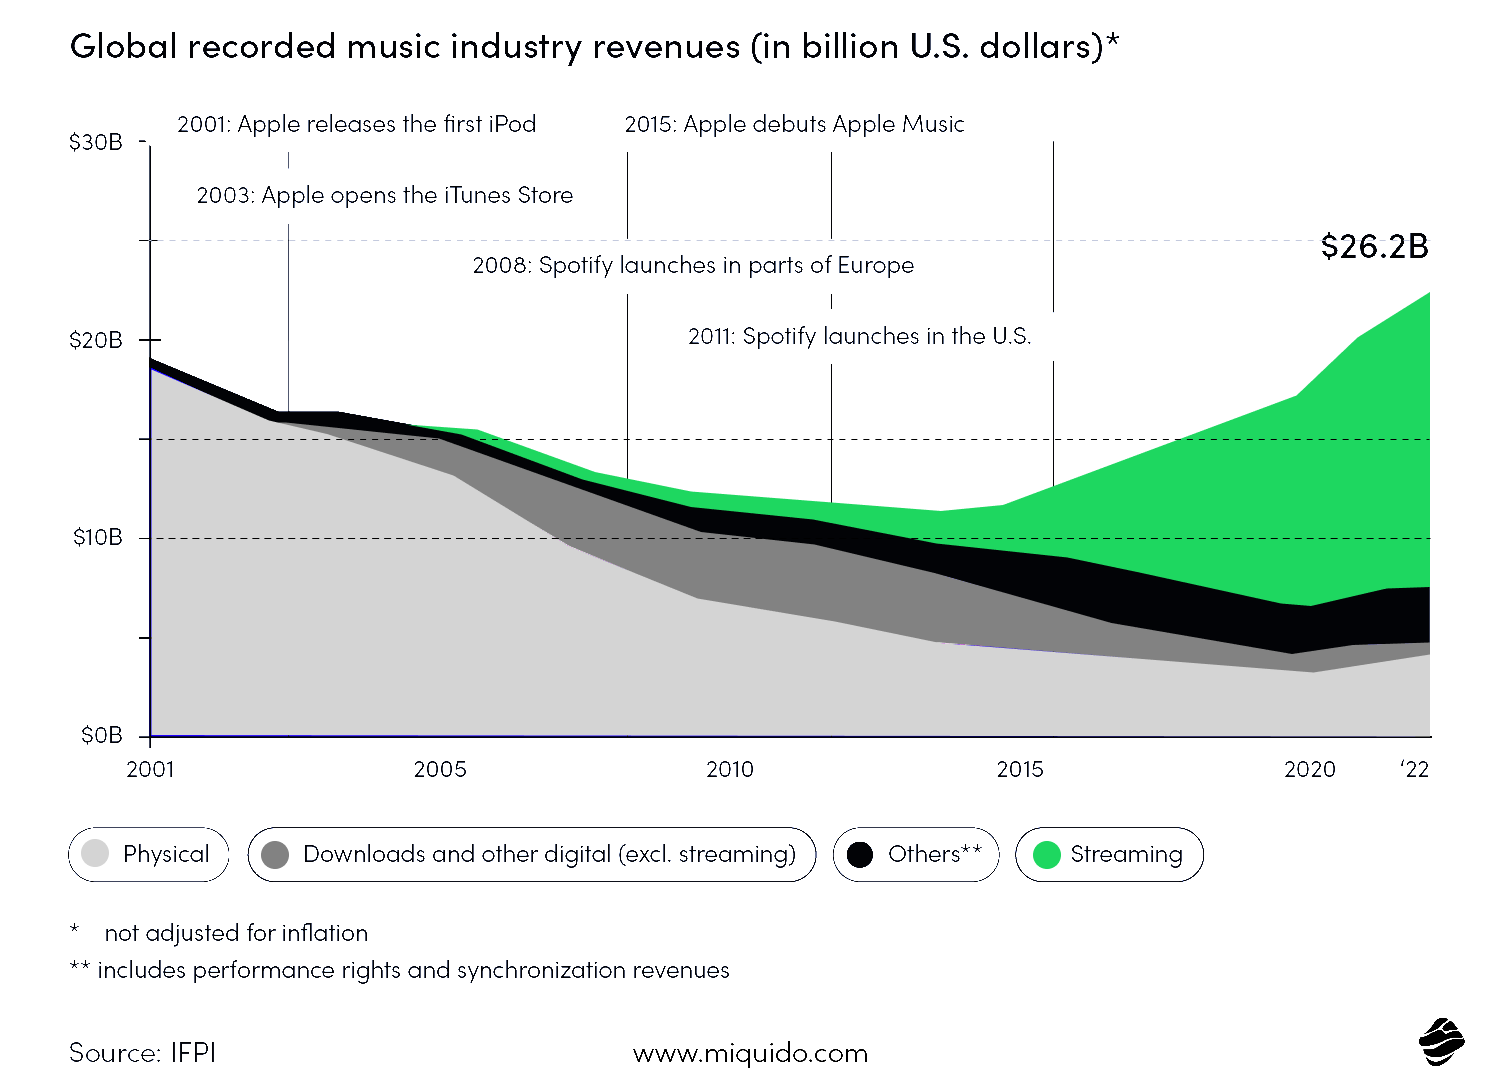 Global recorded music industry revenues (in billion U.S. dollars)*
2001: Apple releases the first iPod
2015: Apple debuts Apple Music
$30B
2003: Apple opens the iTunes Store
$26.2B
2008: Spotify launches in parts of Europe
2011: Spotify launches in the U.S.
$20B
$10B
$0B
2001 2005 2010 2015 2020 ‘22
Physical Downloads and other digital (excl. streaming) Others** Streaming
* not adjusted for inflation
** includes performance rights and synchronization revenues
Source: IFPI www.miquido.com